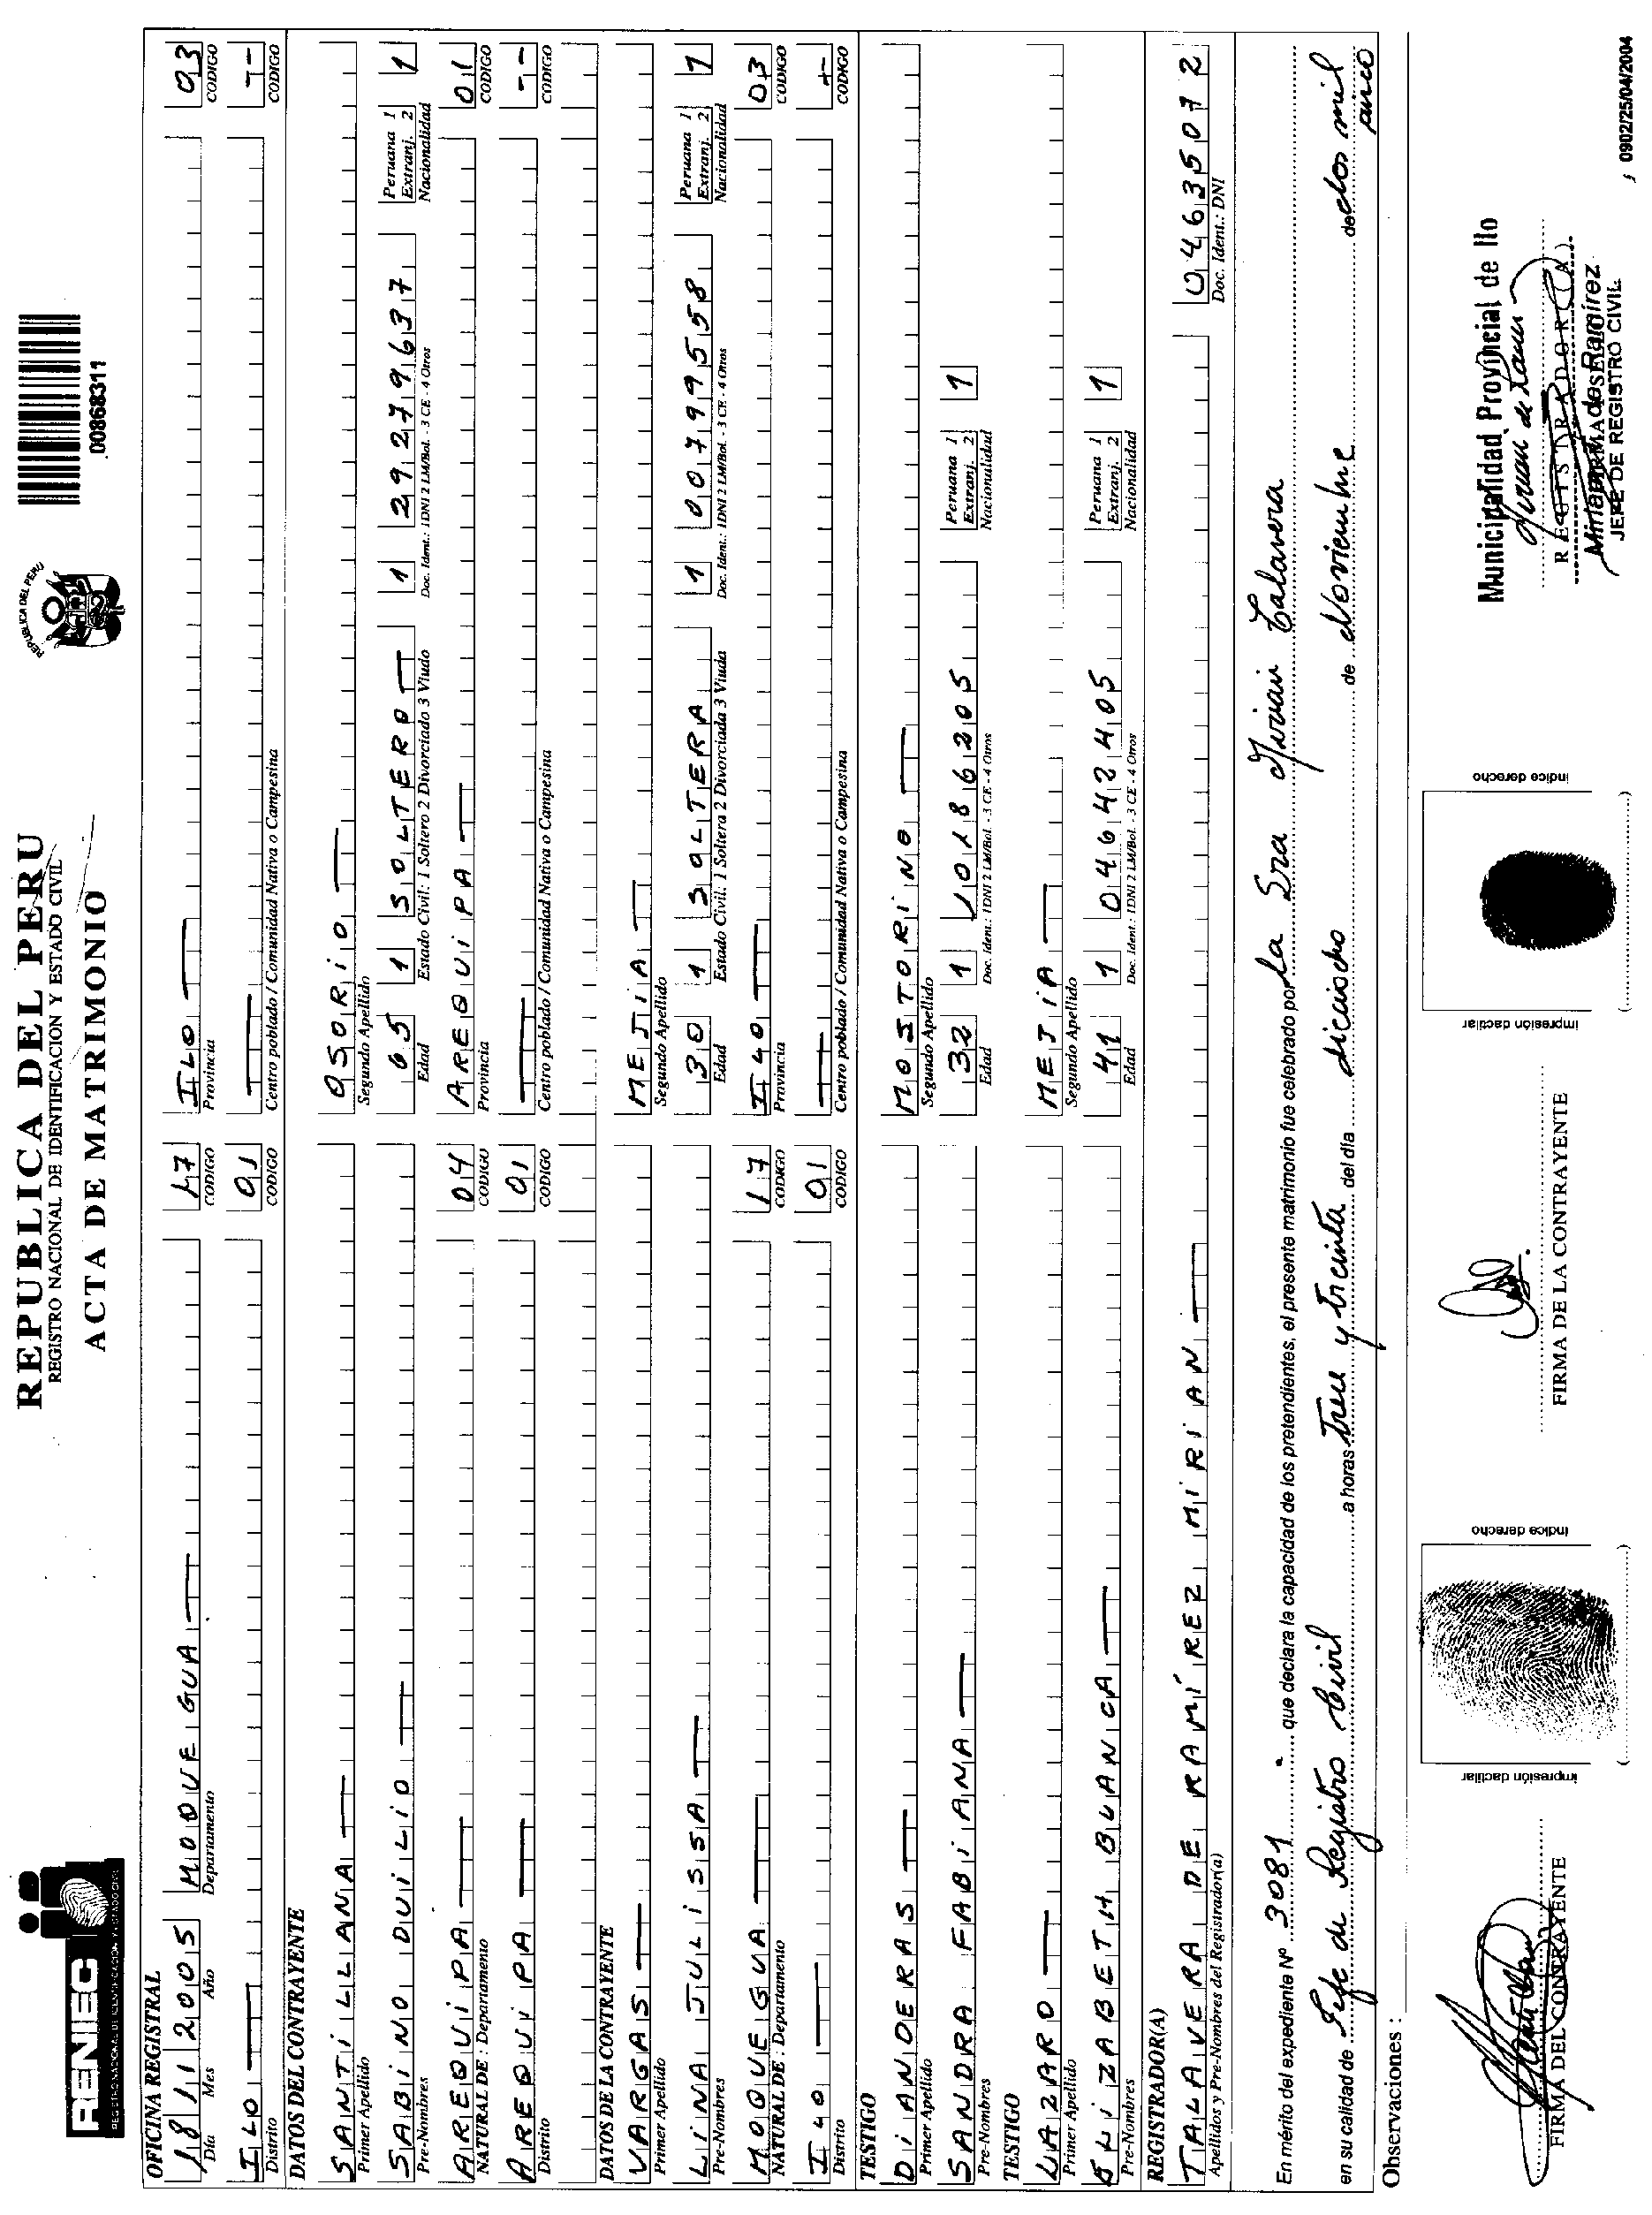 RENIEC
REGISTRO NACIONAL DE IDENTIFICACION Y ESTADO CIVIL
REPUBLICA DEL PERU
REGISTRO NACIONAL DE IDENTIFICACION Y ESTADO CIVIL
ACTA DE MATRIMONIO
REPUBLICA DEL PERU
00868311
OFICINA REGISTRAL
18 11 2005 MOQUEGUA 17 ILO 03
Día Mes Año Departamento CODIGO Provincia CODIGO
ILO 01
Distrito CODIGO Centro poblado / Comunidad Nativa o Campesina CODIGO
DATOS DEL CONTRAYENTE
SANTILLANA OSORIO
Primer Apellido Segundo Apellido
SABINO DUILIO 65 1 SOLTERO 1 29279637 Peruana 1 Extranj. 2 1
Pre-Nombres Edad Estado Civil: 1 Soltero 2 Divorciado 3 Viudo Doc. Ident.: 1DNI 2 LM/Bol. - 3 CE - 4 Otros Nacionalidad
AREQUIPA 04 AREQUIPA 01
NATURAL DE : Departamento CODIGO Provincia CODIGO
AREQUIPA 01
Distrito CODIGO Centro poblado / Comunidad Nativa o Campesina CODIGO
DATOS DE LA CONTRAYENTE
VARGAS MEJIA
Primer Apellido Segundo Apellido
LINA JULISSA 30 1 SOLTERA 1 00799558 Peruana 1 Extranj. 2 1
Pre-Nombres Edad Estado Civil: 1 Soltera 2 Divorciada 3 Viuda Doc. Ident.: 1DNI 2 LM/Bol. - 3 CE - 4 Otros Nacionalidad
MOQUEGUA 17 ILO 03
NATURAL DE : Departamento CODIGO Provincia CODIGO
ILO 01
Distrito CODIGO Centro poblado / Comunidad Nativa o Campesina CODIGO
TESTIGO
DIANDERAS MOSTORINO
Primer Apellido Segundo Apellido
SANDRA FABIANA 32 1 10186205 Peruana 1 Extranj. 2 1
Pre-Nombres Edad Doc. Ident.: 1DNI 2 LM/Bol. - 3 CE - 4 Otros Nacionalidad
TESTIGO
LAZARO MEJIA
Primer Apellido Segundo Apellido
ELIZABETH BLANCA 41 1 04642405 Peruana 1 Extranj. 2 1
Pre-Nombres Edad Doc. Ident.: 1DNI 2 LM/Bol. - 3 CE - 4 Otros Nacionalidad
REGISTRADOR(A)
TALAVERA DE RAMÍREZ MIRIAN 04635072
Apellidos y Pre-Nombres del Registrador(a) Doc. Ident.: DNI
En mérito del expediente Nº 3081 que declara la capacidad de los pretendientes, el presente matrimonio fue celebrado por la Sra Mirian Talavera
en su calidad de Jefe de Registro Civil a horas Tres y treinta del día dieciocho de Noviembre de dos mil cinco
Observaciones :
FIRMA DEL CONTRAYENTE
impresión dactilar índice derecho
FIRMA DE LA CONTRAYENTE
impresión dactilar índice derecho
Municipalidad Provincial de Ilo
REGISTRADOR(A)
de Ramírez
JEFE DE REGISTRO CIVIL
0902/25/04/2004